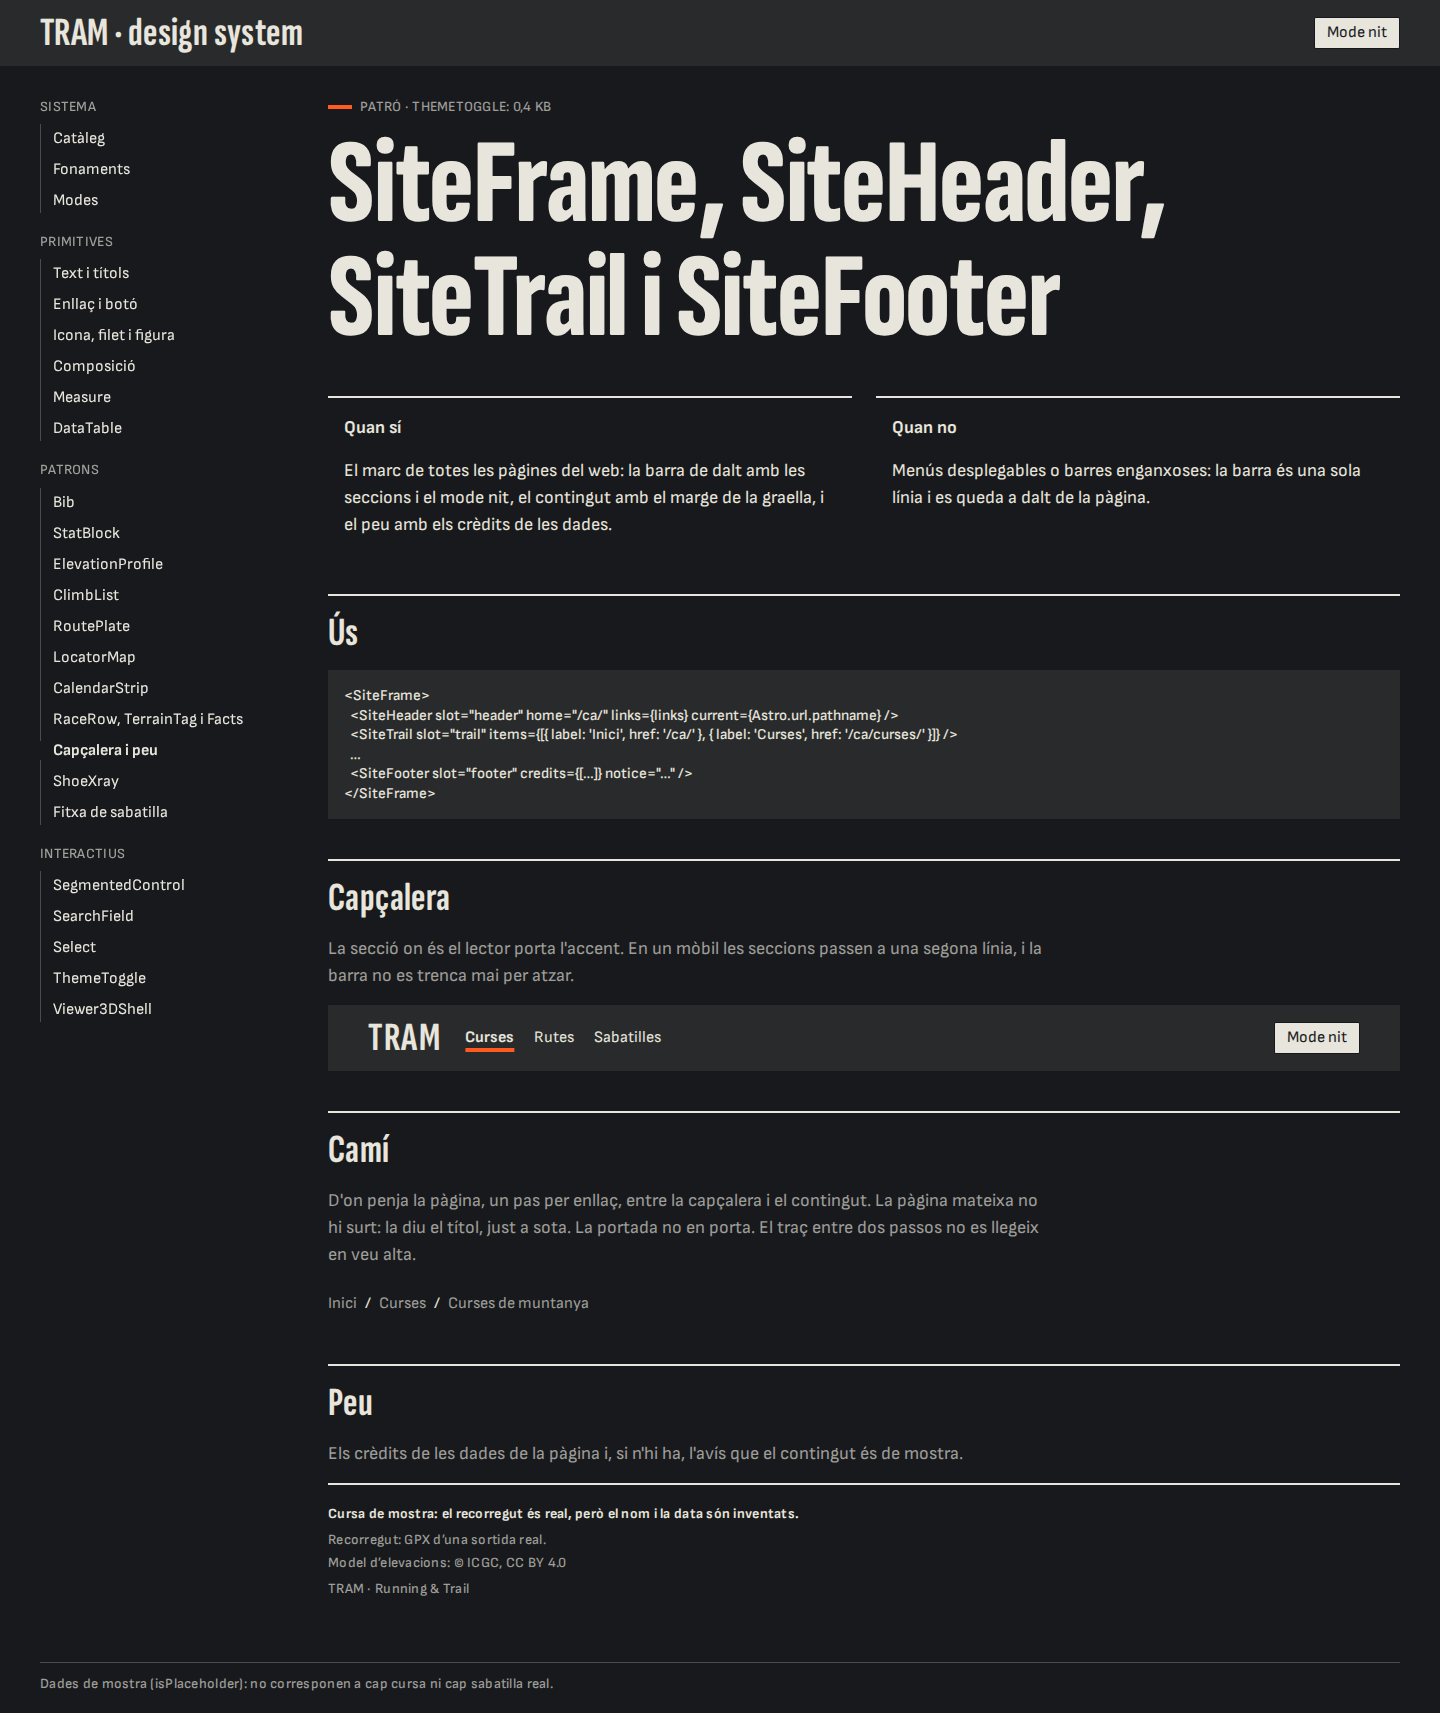 TRAM · design system
Mode nit
SISTEMA
Catàleg
Fonaments
Modes
PRIMITIVES
Text i títols
Enllaç i botó
Icona, filet i figura
Composició
Measure
DataTable
PATRONS
Bib
StatBlock
ElevationProfile
ClimbList
RoutePlate
LocatorMap
CalendarStrip
RaceRow, TerrainTag i Facts
Capçalera i peu
ShoeXray
Fitxa de sabatilla
INTERACTIUS
SegmentedControl
SearchField
Select
ThemeToggle
Viewer3DShell
PATRÓ · THEMETOGGLE: 0,4 KB
SiteFrame, SiteHeader,
SiteTrail i SiteFooter
Quan sí
El marc de totes les pàgines del web: la barra de dalt amb les
seccions i el mode nit, el contingut amb el marge de la graella, i
el peu amb els crèdits de les dades.
Quan no
Menús desplegables o barres enganxoses: la barra és una sola
línia i es queda a dalt de la pàgina.
Ús
<SiteFrame>
<SiteHeader slot="header" home="/ca/" links={links} current={Astro.url.pathname} />
<SiteTrail slot="trail" items={[{ label: 'Inici', href: '/ca/' }, { label: 'Curses', href: '/ca/curses/' }]} />
…
<SiteFooter slot="footer" credits={[…]} notice="…" />
</SiteFrame>
Capçalera
La secció on és el lector porta l'accent. En un mòbil les seccions passen a una segona línia, i la
barra no es trenca mai per atzar.
TRAM Curses Rutes Sabatilles Mode nit
Camí
D'on penja la pàgina, un pas per enllaç, entre la capçalera i el contingut. La pàgina mateixa no
hi surt: la diu el títol, just a sota. La portada no en porta. El traç entre dos passos no es llegeix
en veu alta.
Inici / Curses / Curses de muntanya
Peu
Els crèdits de les dades de la pàgina i, si n'hi ha, l'avís que el contingut és de mostra.
Cursa de mostra: el recorregut és real, però el nom i la data són inventats.
Recorregut: GPX d’una sortida real.
Model d’elevacions: © ICGC, CC BY 4.0
TRAM · Running & Trail
Dades de mostra (isPlaceholder): no corresponen a cap cursa ni cap sabatilla real.